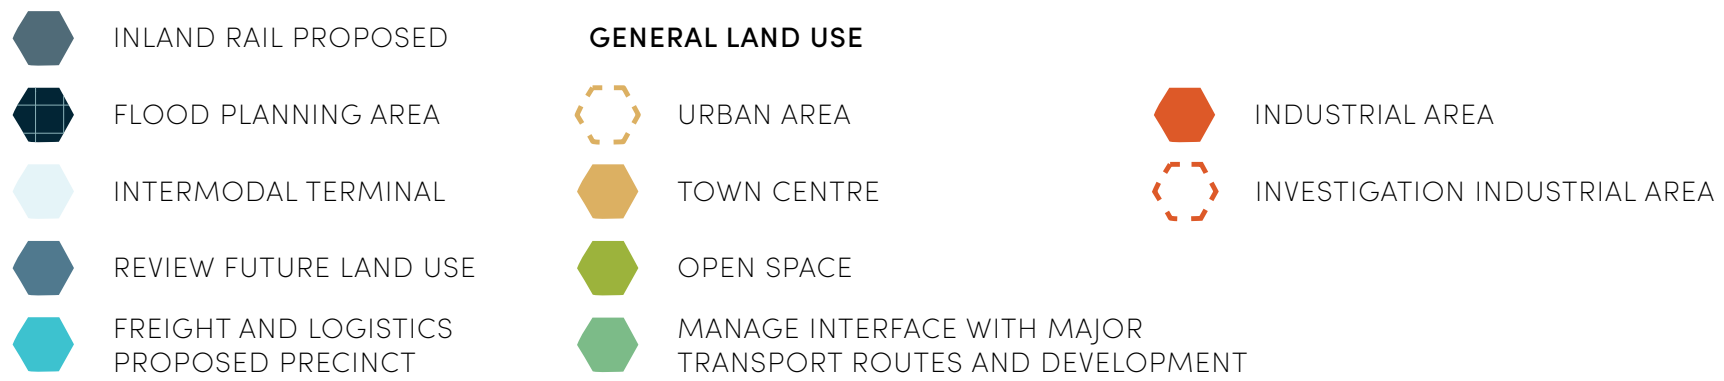 INLAND RAIL PROPOSED
FLOOD PLANNING AREA
INTERMODAL TERMINAL
REVIEW FUTURE LAND USE
FREIGHT AND LOGISTICS
PROPOSED PRECINCT
GENERAL LAND USE
URBAN AREA
TOWN CENTRE
OPEN SPACE
MANAGE INTERFACE WITH MAJOR
TRANSPORT ROUTES AND DEVELOPMENT
INDUSTRIAL AREA
INVESTIGATION INDUSTRIAL AREA